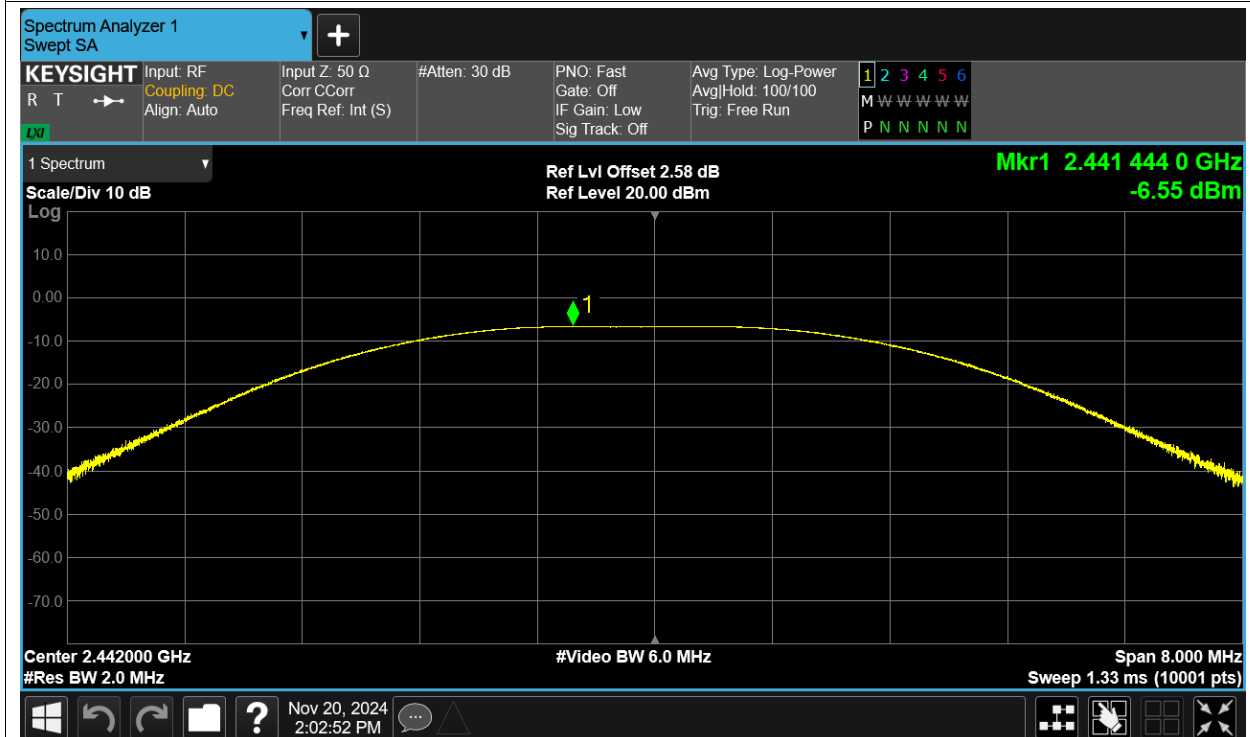 Spectrum Analyzer 1
Swept SA
+
KEYSIGHT
R T
LXI
Input: RF
Coupling: DC
Align: Auto
Input Z: 50 Ω
Corr CCorr
Freq Ref: Int (S)
#Atten: 30 dB
PNO: Fast
Gate: Off
IF Gain: Low
Sig Track: Off
Avg Type: Log-Power
Avg|Hold: 100/100
Trig: Free Run
1 2 3 4 5 6
M W W W W W
P N N N N N
1 Spectrum
Scale/Div 10 dB
Log
Ref Lvl Offset 2.58 dB
Ref Level 20.00 dBm
Mkr1 2.441 444 0 GHz
-6.55 dBm
10.0
0.00
1
-10.0
-20.0
-30.0
-40.0
-50.0
-60.0
-70.0
Center 2.442000 GHz
#Res BW 2.0 MHz
#Video BW 6.0 MHz
Span 8.000 MHz
Sweep 1.33 ms (10001 pts)
?
Nov 20, 2024
2:02:52 PM